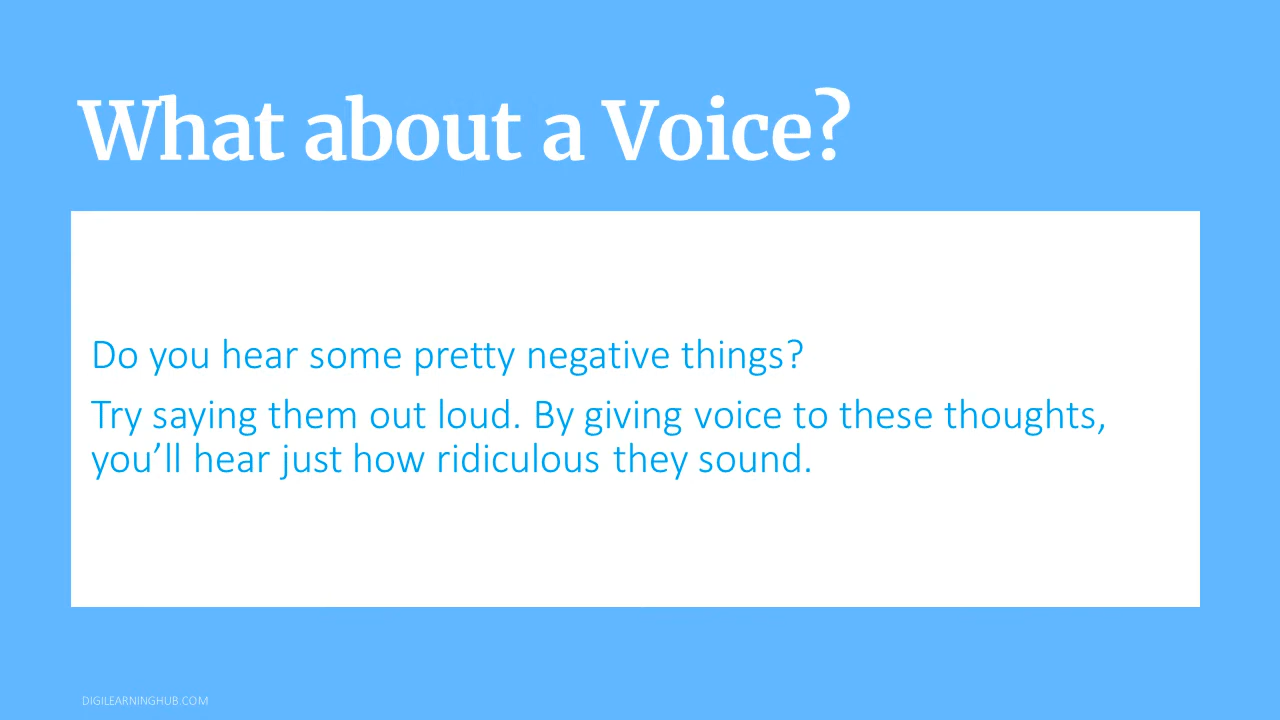 What about a Voice?
Do you hear some pretty negative things?
Try saying them out loud. By giving voice to these thoughts,
you’ll hear just how ridiculous they sound.
DIGILEARNINGHUB.COM